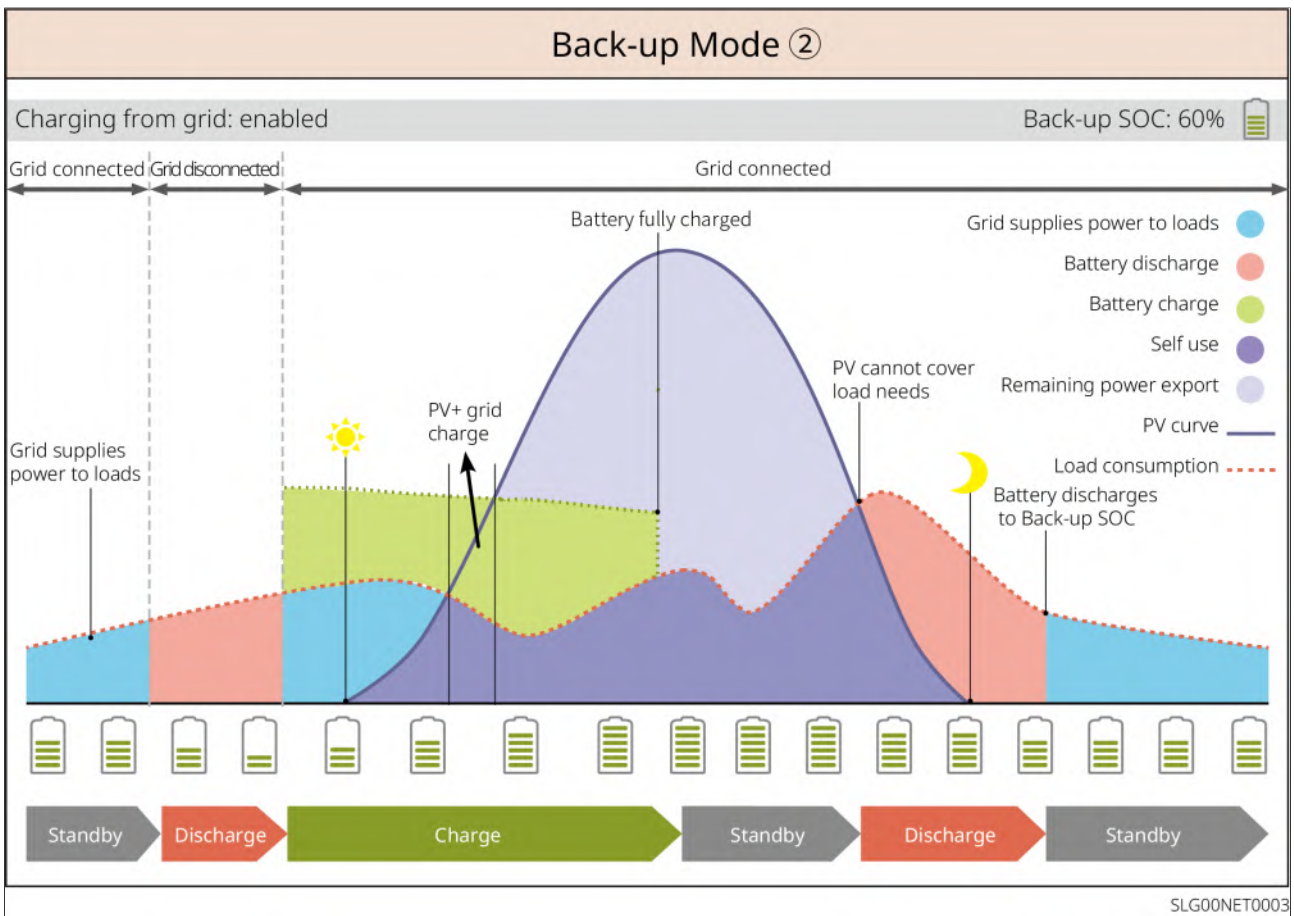 Back-up Mode ②
Charging from grid: enabled
Back-up SOC: 60%
Grid connected
Grid disconnected
Grid connected
Battery fully charged
Grid supplies power to loads
Battery discharge
Battery charge
Self use
Remaining power export
PV curve
Load consumption
PV cannot cover
load needs
PV+ grid
charge
Grid supplies
power to loads
Battery discharges
to Back-up SOC
Standby
Discharge
Charge
Standby
Discharge
Standby
SLG00NET0003